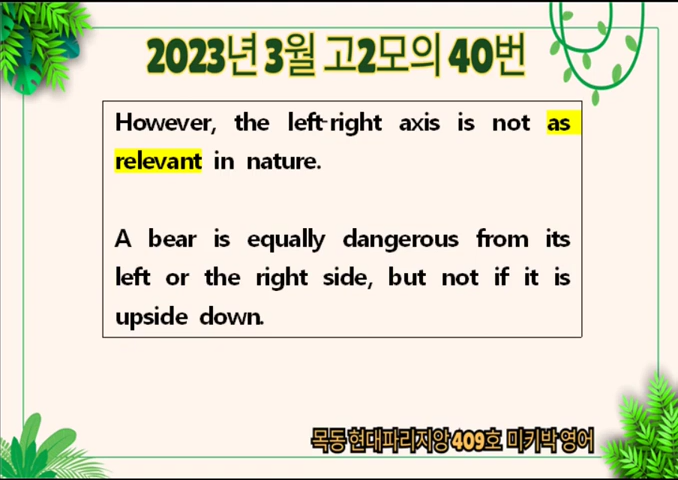 2023년 3월 고2모의 40번
However, the left-right axis is not as
relevant in nature.
A bear is equally dangerous from its
left or the right side, but not if it is
upside down.
목동 현대파리지앙 409호 미키박 영어